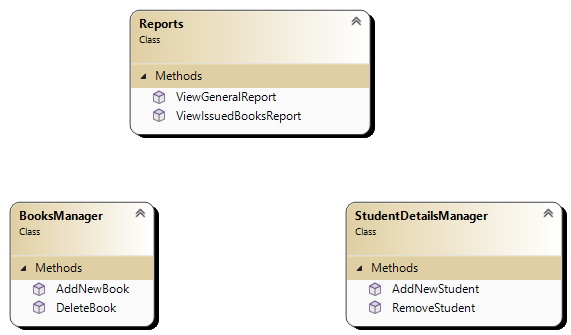 Reports
Class
Methods
ViewGeneralReport
ViewIssuedBooksReport
BooksManager
Class
Methods
AddNewBook
DeleteBook
StudentDetailsManager
Class
Methods
AddNewStudent
RemoveStudent